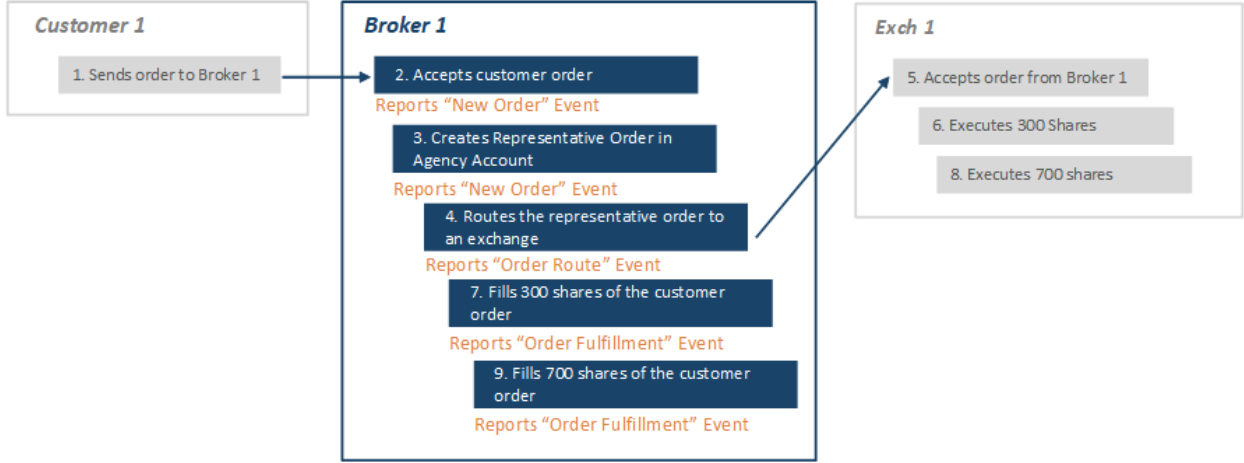 Customer 1
1. Sends order to Broker 1
Broker 1
2. Accepts customer order
Reports “New Order” Event
3. Creates Representative Order in
Agency Account
Reports “New Order” Event
4. Routes the representative order to
an exchange
Reports “Order Route” Event
7. Fills 300 shares of the customer
order
Reports “Order Fulfillment” Event
9. Fills 700 shares of the customer
order
Reports “Order Fulfillment” Event
Exch 1
5. Accepts order from Broker 1
6. Executes 300 Shares
8. Executes 700 shares